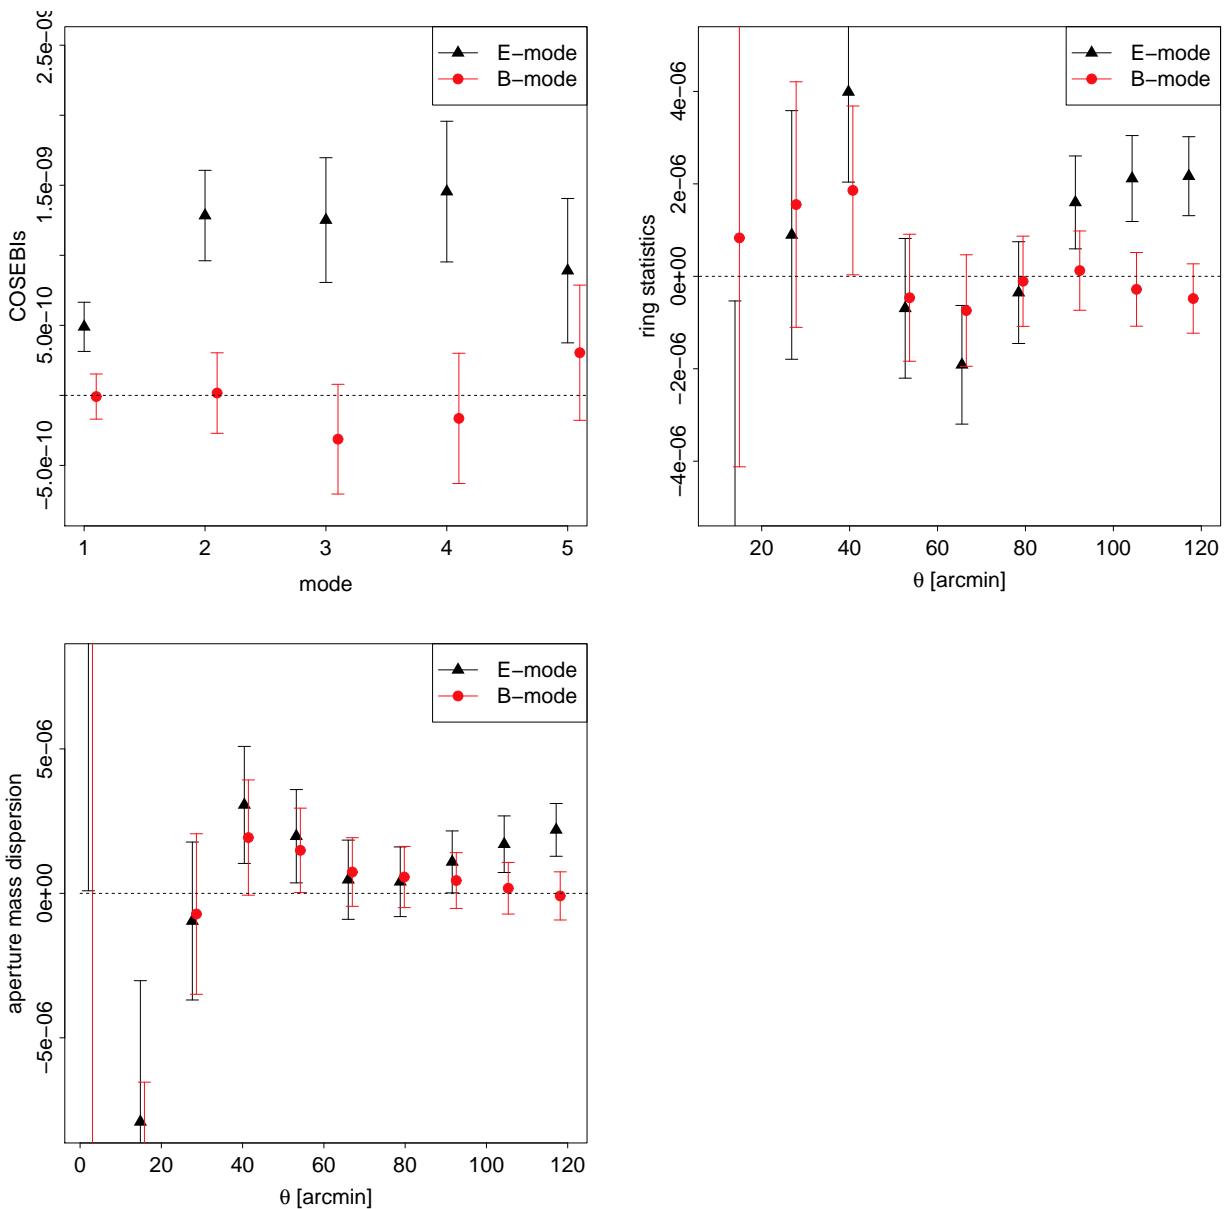 E−mode
B−mode
2.5e−09
1.5e−09
5.0e−10
−5.0e−10
COSEBIs
1 2 3 4 5
mode
E−mode
B−mode
4e−06
2e−06
0e+00
−2e−06
−4e−06
ring statistics
20 40 60 80 100 120
θ [arcmin]
E−mode
B−mode
5e−06
0e+00
−5e−06
aperture mass dispersion
0 20 40 60 80 100 120
θ [arcmin]